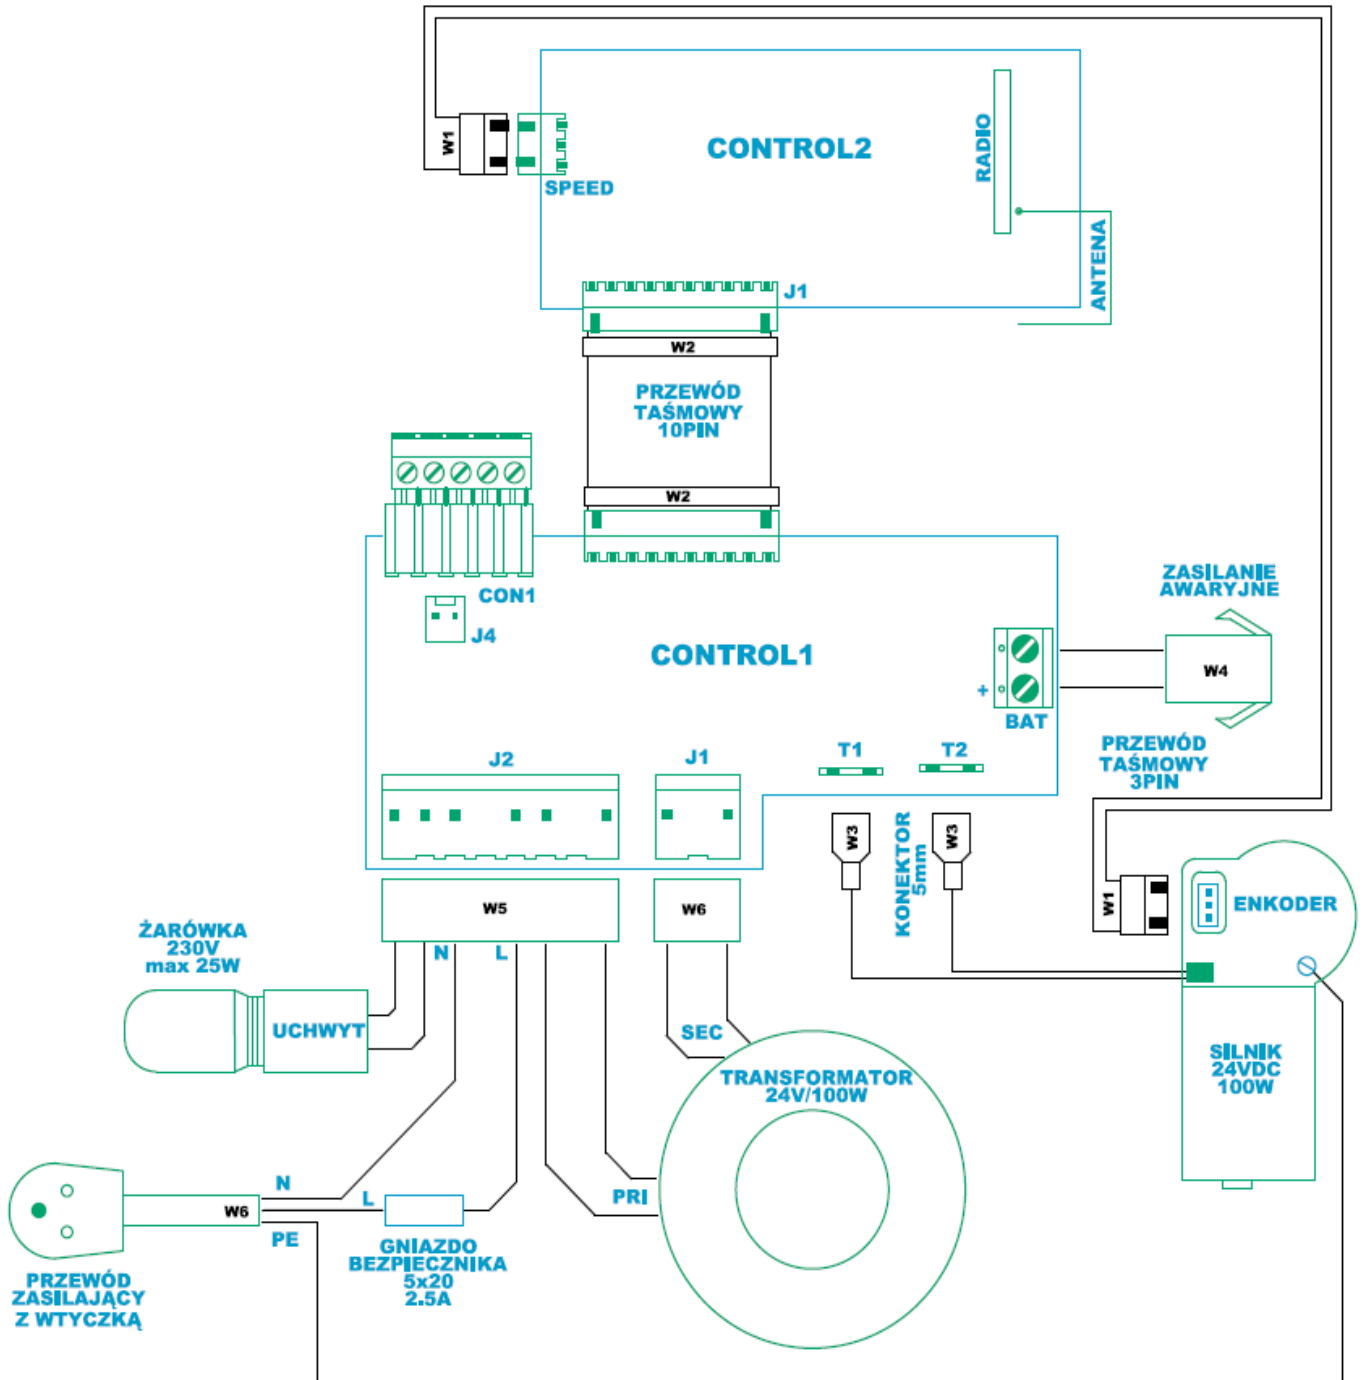 W1
SPEED
CONTROL2
RADIO
ANTENA
J1
W2
PRZEWÓD
TAŚMOWY
10PIN
W2
CON1
J4
CONTROL1
+
BAT
ZASILANIE
AWARYJNE
W4
PRZEWÓD
TAŚMOWY
3PIN
J2
J1
T1
T2
W3
KONEKTOR
5mm
W3
W1
ENKODER
SILNIK
24VDC
100W
W5
W6
N
L
ŻARÓWKA
230V
max 25W
UCHWYT
SEC
TRANSFORMATOR
24V/100W
PRI
N
L
PE
W6
GNIAZDO
BEZPIECZNIKA
5x20
2.5A
PRZEWÓD
ZASILAJĄCY
Z WTYCZKĄ